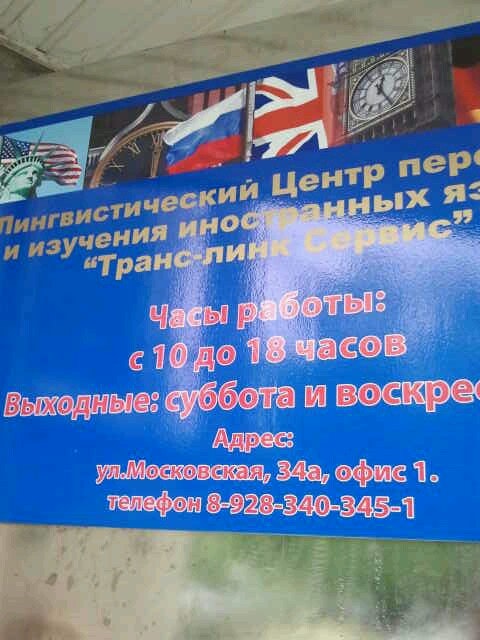 Лингвистический Центр пере
и изучения иностранных яз
"Транс-линк Сервис"
Часы работы:
с 10 до 18 часов
Выходные: суббота и воскрес
Адрес:
ул.Московская, 34а, офис 1.
телефон 8-928-340-345-1